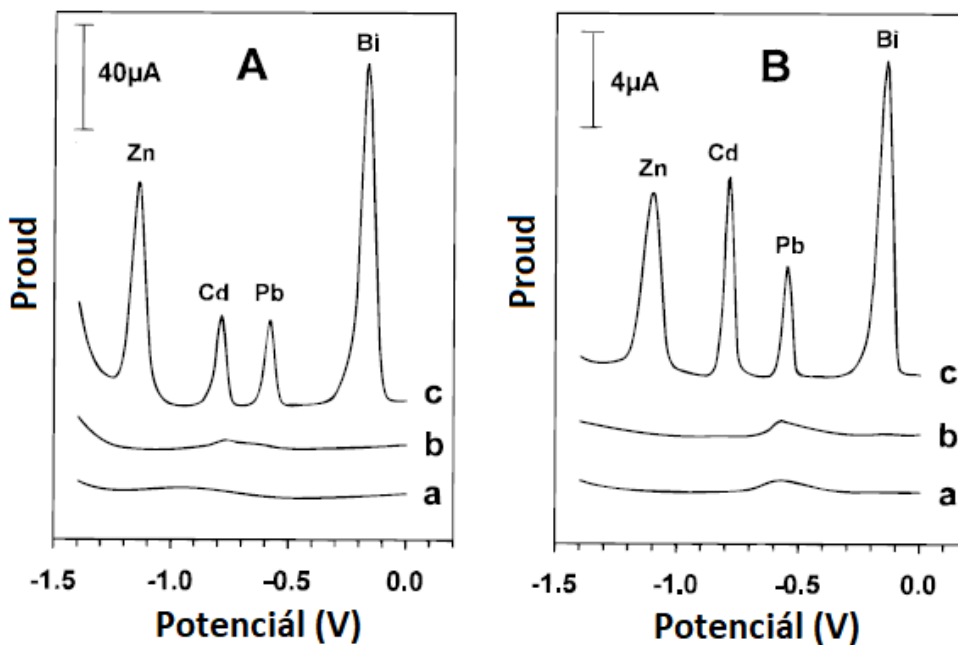 A
40µA
Bi
Zn
Cd
Pb
c
b
a
Proud
-1.5
-1.0
-0.5
0.0
Potenciál (V)
B
4µA
Bi
Zn
Cd
Pb
c
b
a
Proud
-1.5
-1.0
-0.5
0.0
Potenciál (V)